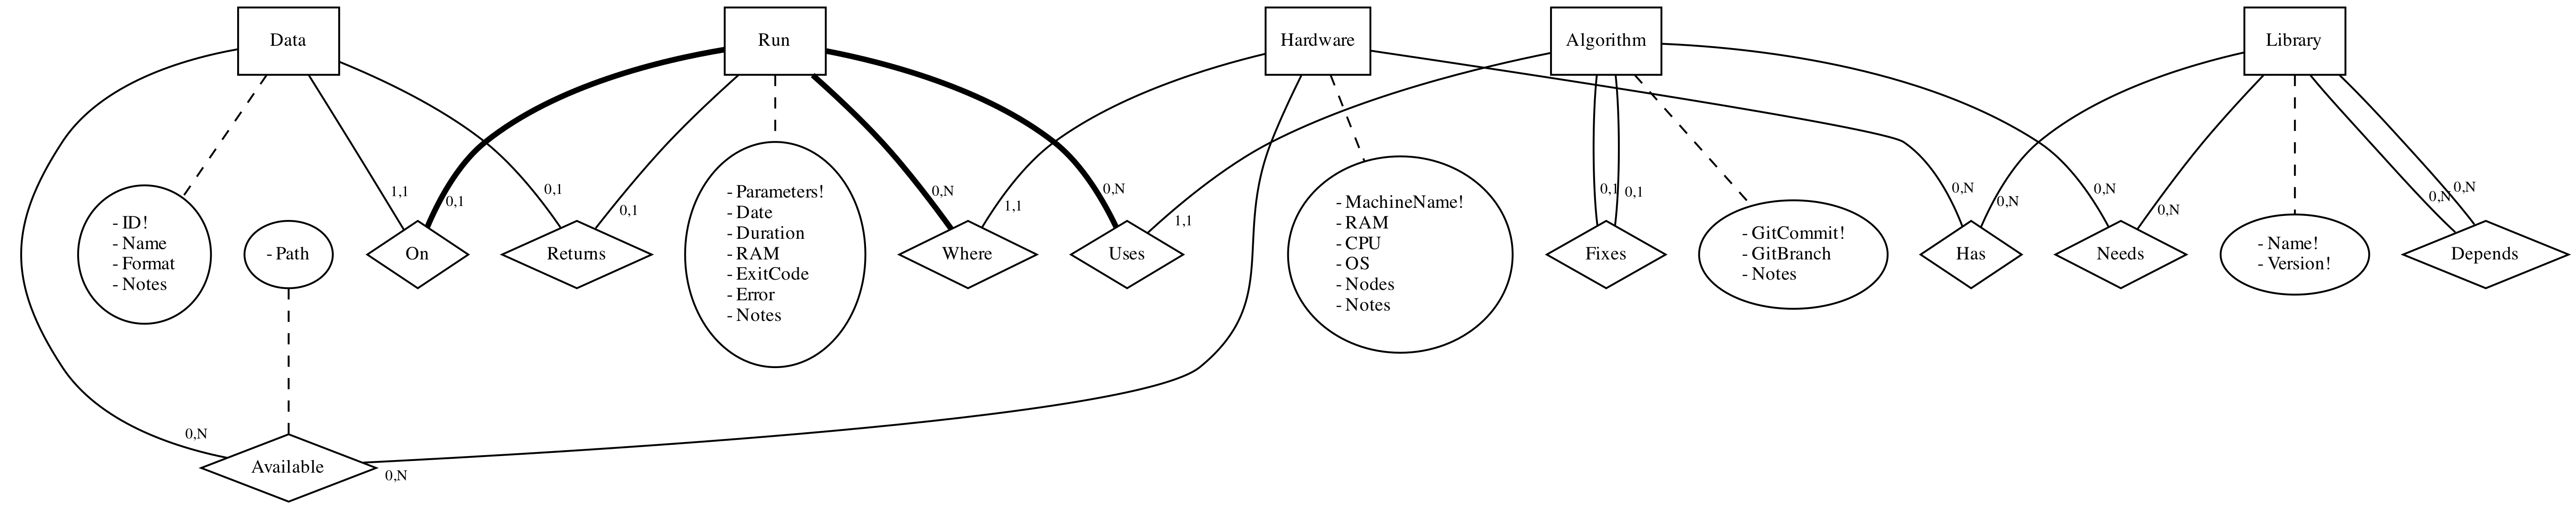 Data
Run
Hardware
Algorithm
Library
1,1
0,1
0,1
0,1
0,N
1,1
0,N
1,1
0,1
0,1
0,N
0,N
0,N
0,N
0,N
0,N
- ID!
- Name
- Format
- Notes
- Path
On
Returns
- Parameters!
- Date
- Duration
- RAM
- ExitCode
- Error
- Notes
Where
Uses
- MachineName!
- RAM
- CPU
- OS
- Nodes
- Notes
Fixes
- GitCommit!
- GitBranch
- Notes
Has
Needs
- Name!
- Version!
Depends
0,N
Available
0,N